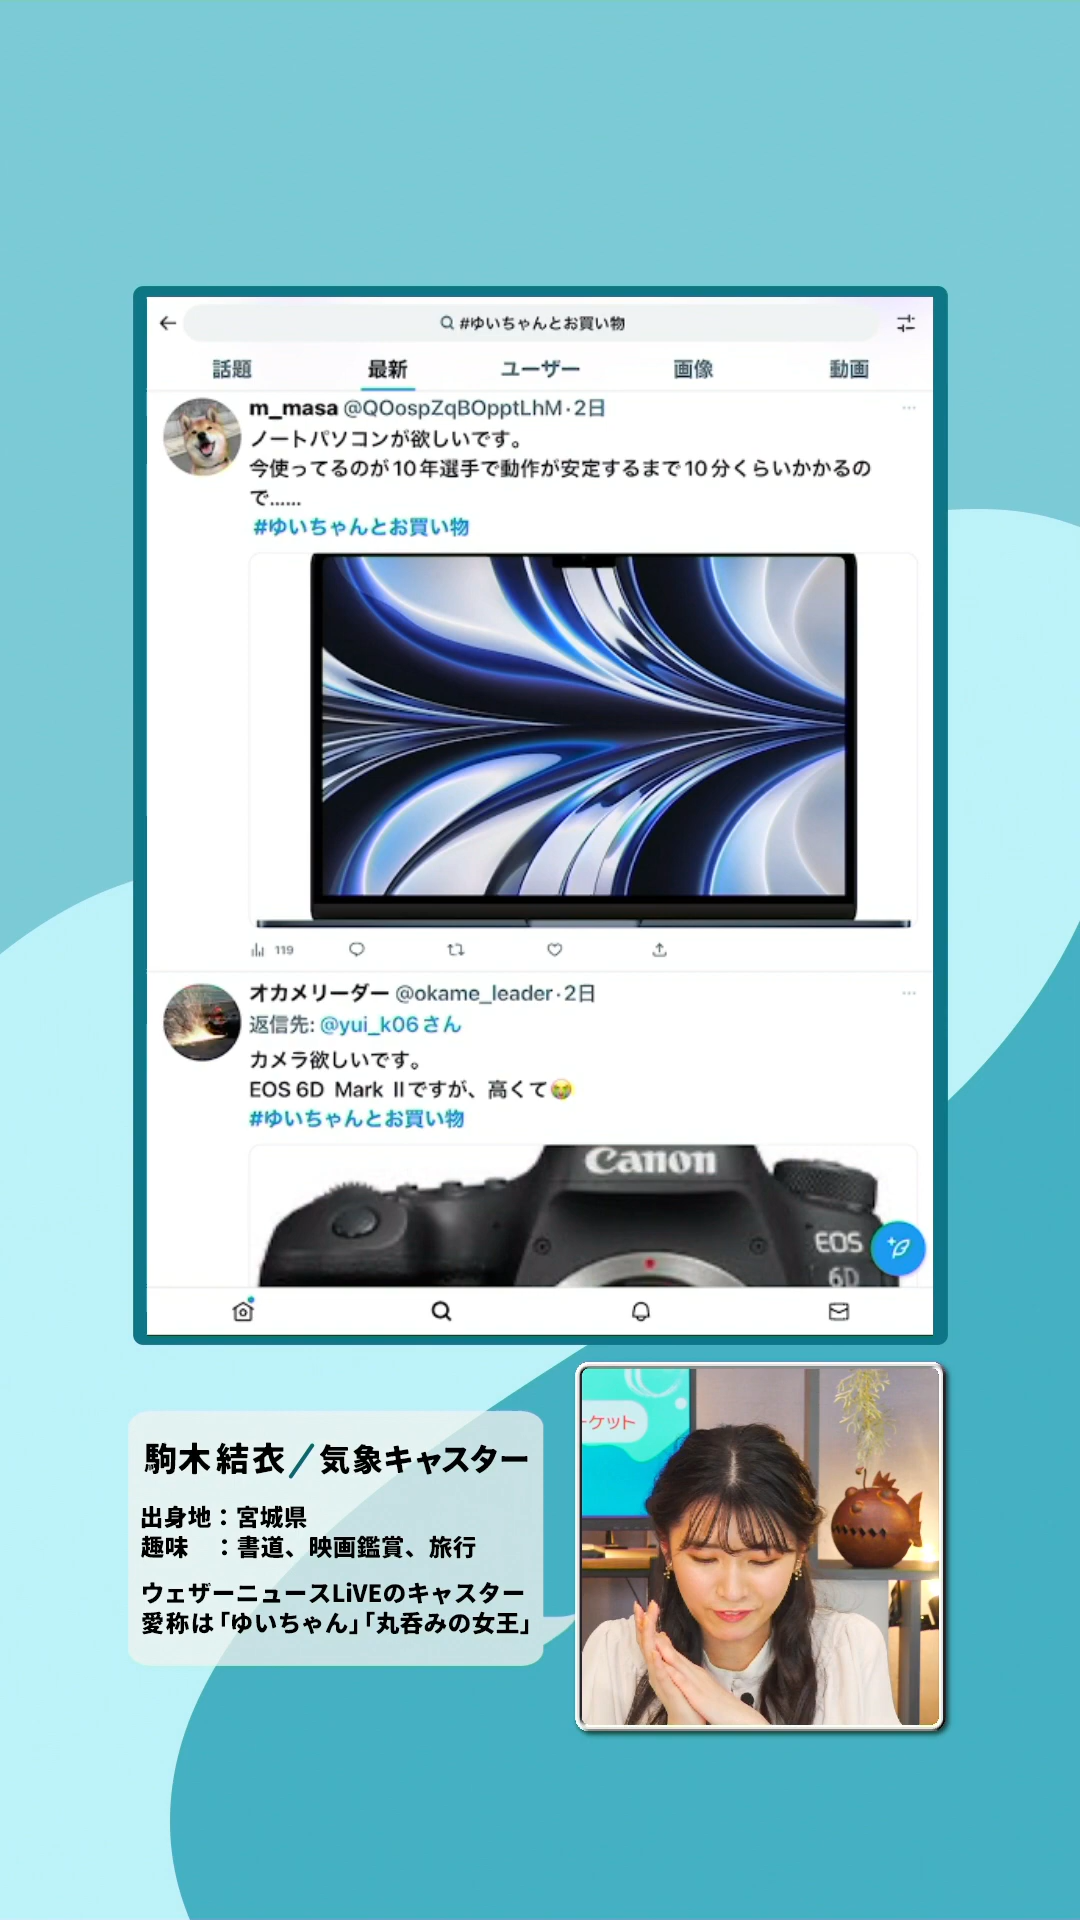 #ゆいちゃんとお買い物
話題 最新 ユーザー 画像 動画
m_masa @QOospZqBOpptLhM・2日
ノートパソコンが欲しいです。
今使ってるのが10年選手で動作が安定するまで10分くらいかかるの
で……
#ゆいちゃんとお買い物
119
オカメリーダー @okame_leader・2日
返信先: @yui_k06さん
カメラ欲しいです。
EOS 6D Mark Ⅱですが、高くて😭
#ゆいちゃんとお買い物
Canon
EOS
6D
ーケット
駒木結衣/気象キャスター
出身地：宮城県
趣味　：書道、映画鑑賞、旅行
ウェザーニュースLiVEのキャスター
愛称は「ゆいちゃん」「丸呑みの女王」